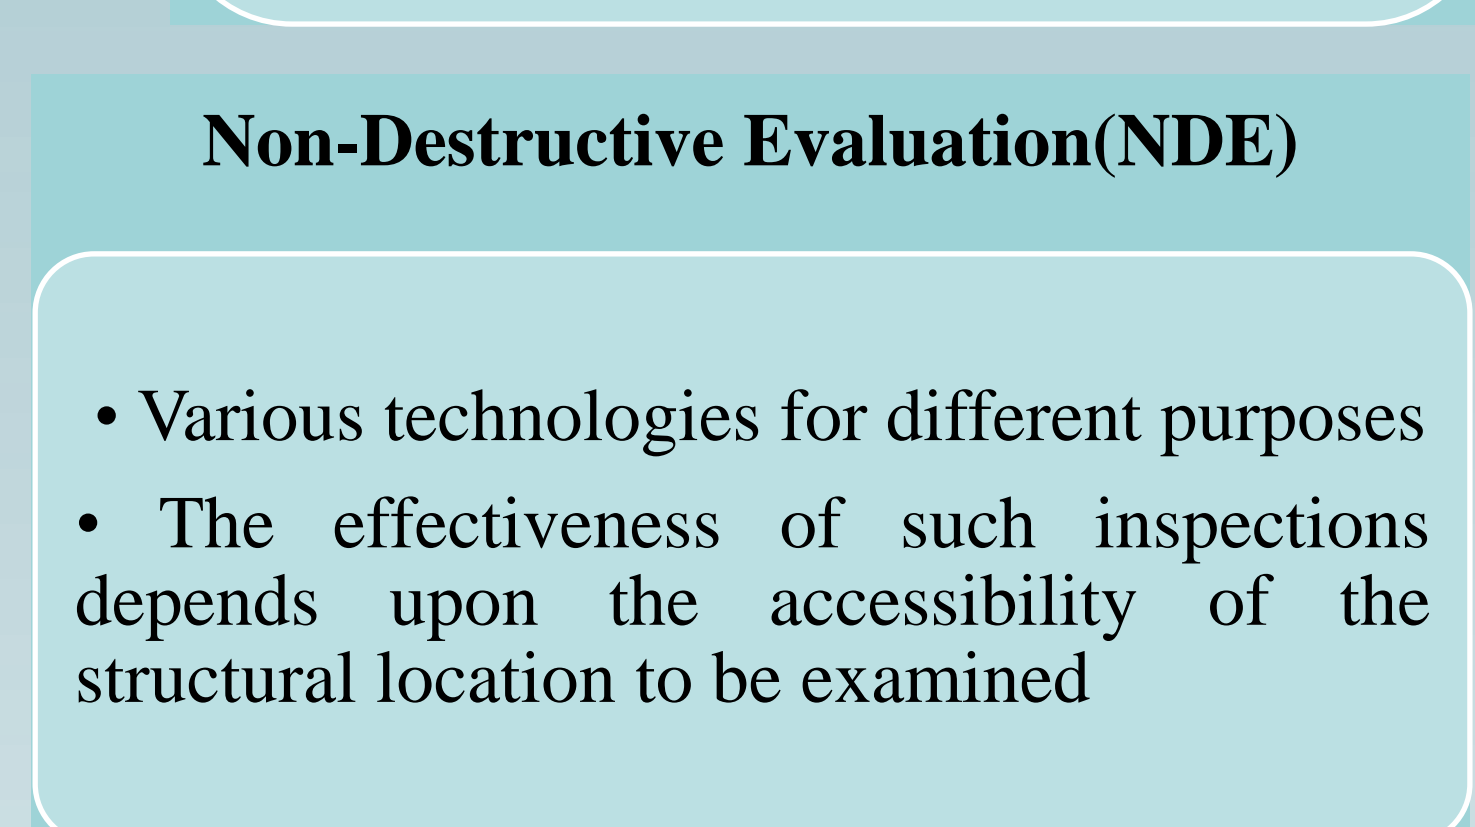 Non-Destructive Evaluation(NDE)
• Various technologies for different purposes
• The effectiveness of such inspections
depends upon the accessibility of the
structural location to be examined